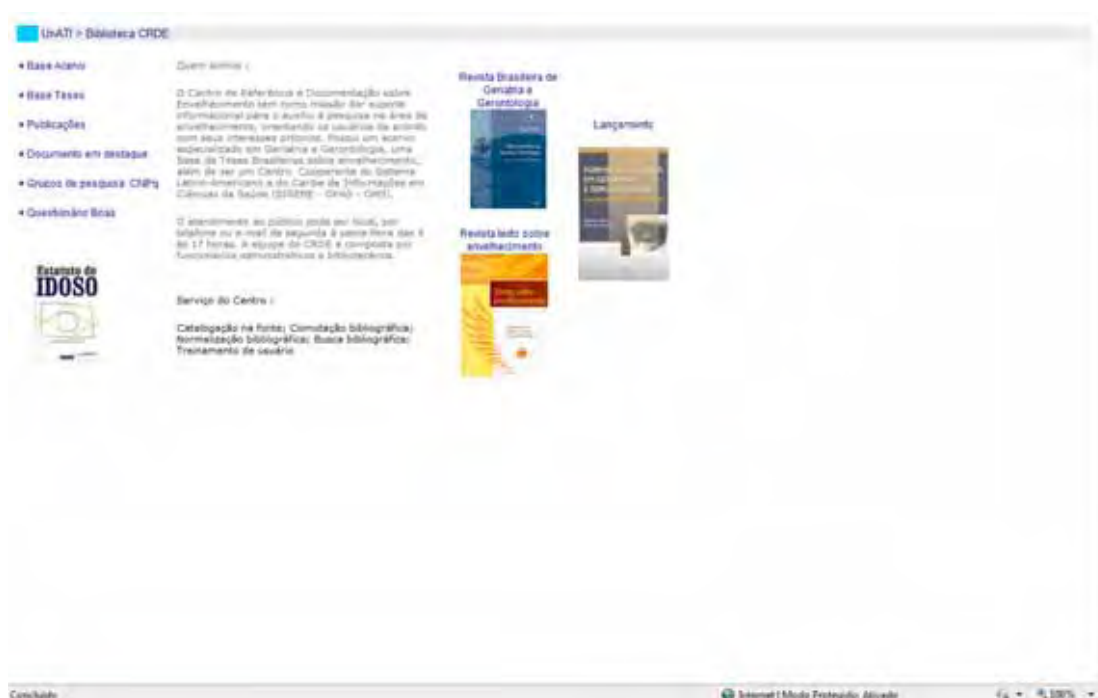 UnATI > Biblioteca CRDE
• Base Acervo
• Base Teses
• Publicações
• Documento em destaque
• Grupos de pesquisa CNPq
• Questionário Boas
Estatuto do
IDOSO
Quem somos :
O Centro de Referência e Documentação sobre
Envelhecimento tem como missão dar suporte
informacional para o auxílio à pesquisa na área de
envelhecimento, orientando os usuários de acordo
com seus interesses próprios. Possui um acervo
especializado em Geriatria e Gerontologia, uma
Base de Teses Brasileiras sobre envelhecimento,
além de ser um Centro Cooperante do Sistema
Latino-Americano e do Caribe de Informações em
Ciências da Saúde (BIREME - OPAS - OMS).
O atendimento ao público pode ser local, por
telefone ou e-mail de segunda à sexta-feira das
às 17 horas. A equipe do CRDE é composta por
funcionários administrativos e bibliotecários.
Serviço do Centro :
Catalogação na fonte; Comutação bibliográfica;
Normalização bibliográfica; Busca bibliográfica;
Treinamento de usuário
Revista Brasileira de
Geriatria e
Gerontologia
Revista texto sobre
envelhecimento
Lançamento
Concluído
Internet | Modo Protegido: Ativado
100%